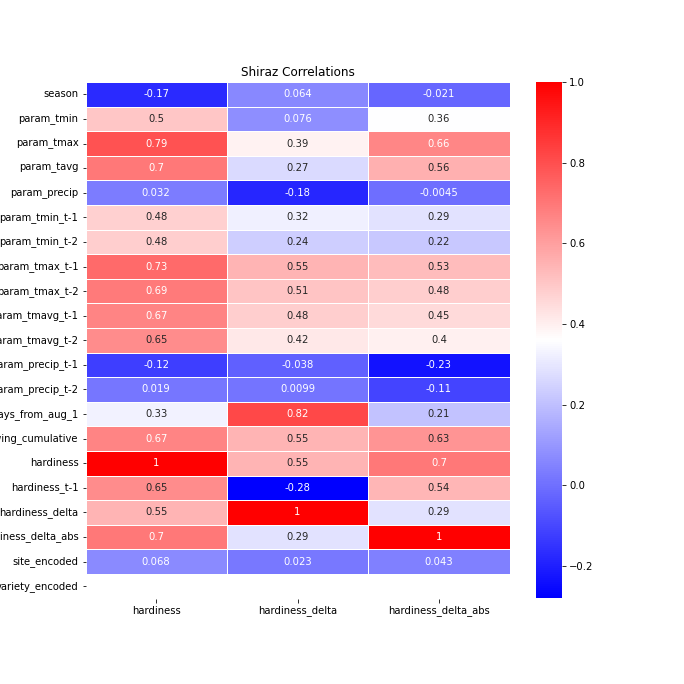 Shiraz Correlations
season -0.17 0.064 -0.021
param_tmin 0.5 0.076 0.36
param_tmax 0.79 0.39 0.66
param_tavg 0.7 0.27 0.56
param_precip 0.032 -0.18 -0.0045
param_tmin_t-1 0.48 0.32 0.29
param_tmin_t-2 0.48 0.24 0.22
param_tmax_t-1 0.73 0.55 0.53
param_tmax_t-2 0.69 0.51 0.48
aram_tmavg_t-1 0.67 0.48 0.45
aram_tmavg_t-2 0.65 0.42 0.4
aram_precip_t-1 -0.12 -0.038 -0.23
aram_precip_t-2 0.019 0.0099 -0.11
ays_from_aug_1 0.33 0.82 0.21
ving_cumulative 0.67 0.55 0.63
hardiness 1 0.55 0.7
hardiness_t-1 0.65 -0.28 0.54
hardiness_delta 0.55 1 0.29
iness_delta_abs 0.7 0.29 1
site_encoded 0.068 0.023 0.043
variety_encoded
hardiness hardiness_delta hardiness_delta_abs
1.0
0.8
0.6
0.4
0.2
0.0
−0.2